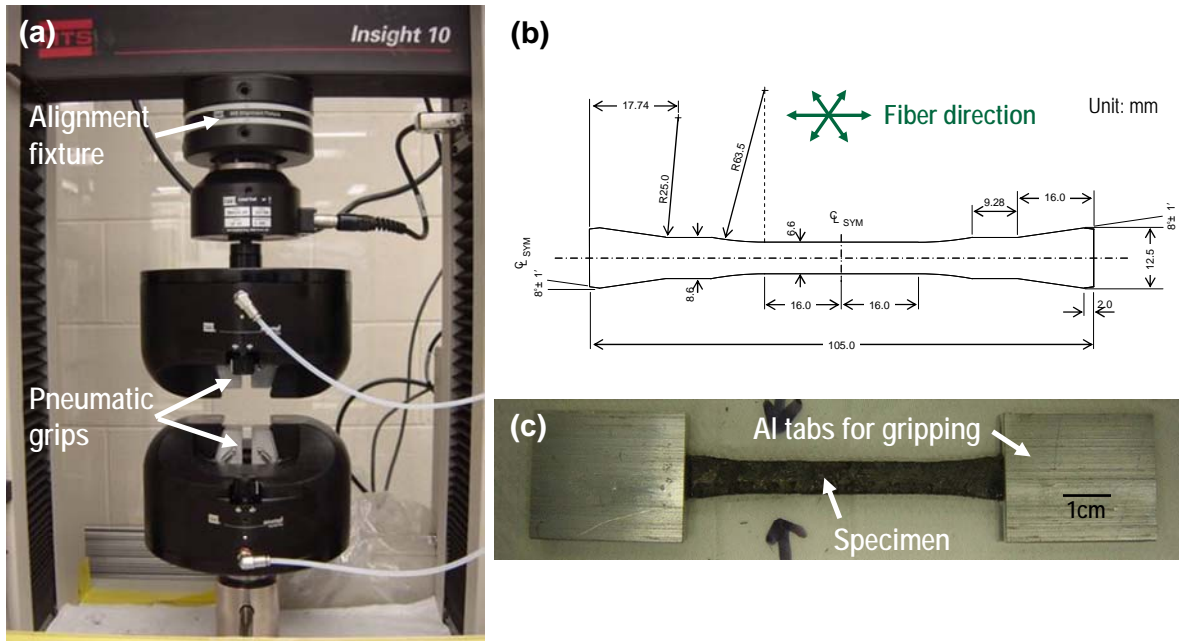 (a)
MTS
Insight 10
Alignment
fixture
Pneumatic
grips
(b)
17.74
Fiber direction
Unit: mm
R25.0
R63.5
C̵L SYM
6.6
9.28
16.0
8°± 1′
12.5
C̵L SYM
8°± 1′
8.6
16.0
16.0
2.0
105.0
(c)
Al tabs for gripping
Specimen
1cm